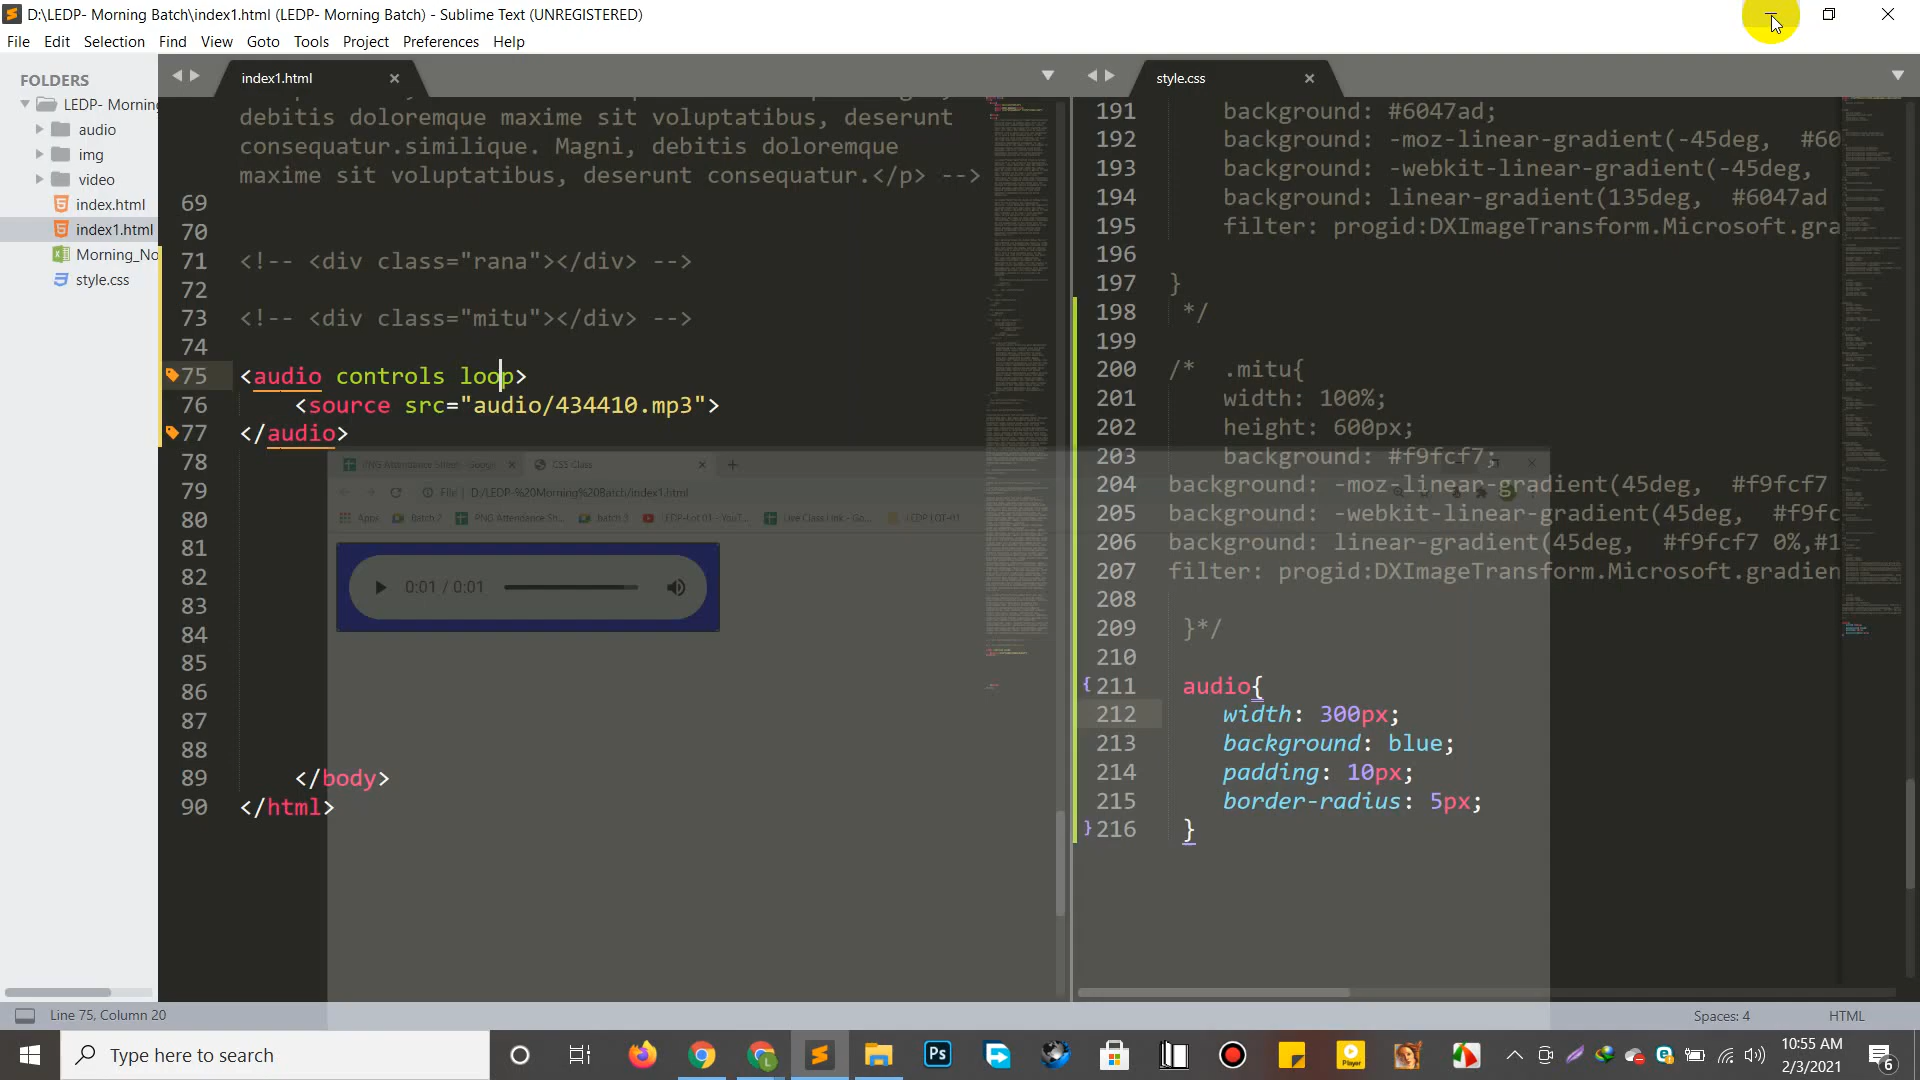 D:\LEDP- Morning Batch\index1.html (LEDP- Morning Batch) - Sublime Text (UNREGISTERED)
File Edit Selection Find View Goto Tools Project Preferences Help
FOLDERS
LEDP- Morning
audio
img
video
index.html
index1.html
Morning_No
style.css
index1.html
debitis doloremque maxime sit voluptatibus, deserunt
consequatur.similique. Magni, debitis doloremque
maxime sit voluptatibus, deserunt consequatur.</p> -->
69
70
71 <!-- <div class="rana"></div> -->
72
73 <!-- <div class="mitu"></div> -->
74
75 <audio controls loop>
76 <source src="audio/434410.mp3">
77 </audio>
78
79
80
81
82
83
84
85
86
87
88
89 </body>
90 </html>
PNG Attendance Sheet - Google
CSS Class
File D:/LEDP-%20Morning%20Batch/index1.html
Apps Batch 7 PNG Attendance Sh... batch 3 LEDP-Lot 01 - YouT... Live Class Link - Go... LEDP LOT-01
0:01 / 0:01
style.css
191 background: #6047ad;
192 background: -moz-linear-gradient(-45deg, #60
193 background: -webkit-linear-gradient(-45deg,
194 background: linear-gradient(135deg, #6047ad
195 filter: progid:DXImageTransform.Microsoft.gra
196
197 }
198 */
199
200 /* .mitu{
201 width: 100%;
202 height: 600px;
203 background: #f9fcf7;
204 background: -moz-linear-gradient(45deg, #f9fcf7
205 background: -webkit-linear-gradient(45deg, #f9fc
206 background: linear-gradient(45deg, #f9fcf7 0%,#1
207 filter: progid:DXImageTransform.Microsoft.gradien
208
209 }*/
210
211 audio{
212 width: 300px;
213 background: blue;
214 padding: 10px;
215 border-radius: 5px;
216 }
Line 75, Column 20
Spaces: 4
HTML
Type here to search
Ps
Player
10:55 AM
2/3/2021
6